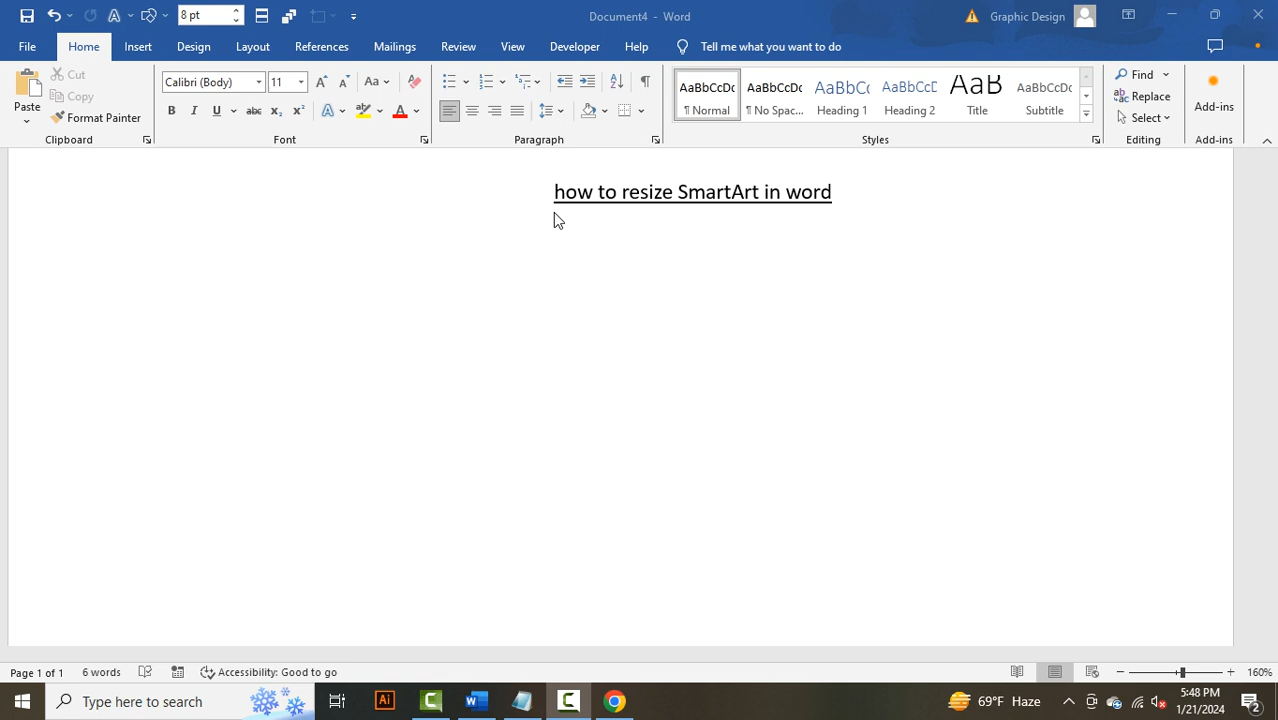 8 pt
Document4 - Word
Graphic Design
File Home Insert Draw Design Layout References Mailings Review View Developer Help Tell me what you want to do
Paste
Cut
Copy
Format Painter
Clipboard
Calibri (Body) 11
Font
Paragraph
AaBbCcDc AaBbCcDc AaBbCc AaBbCcD AaB AaBbCcD
¶ Normal ¶ No Spac... Heading 1 Heading 2 Title Subtitle
Styles
Find
Replace
Select
Editing
Add-ins
Add-ins
how to resize SmartArt in word
Page 1 of 1 6 words Accessibility: Good to go 160%
Type here to search
69°F Haze
5:48 PM
1/21/2024
2